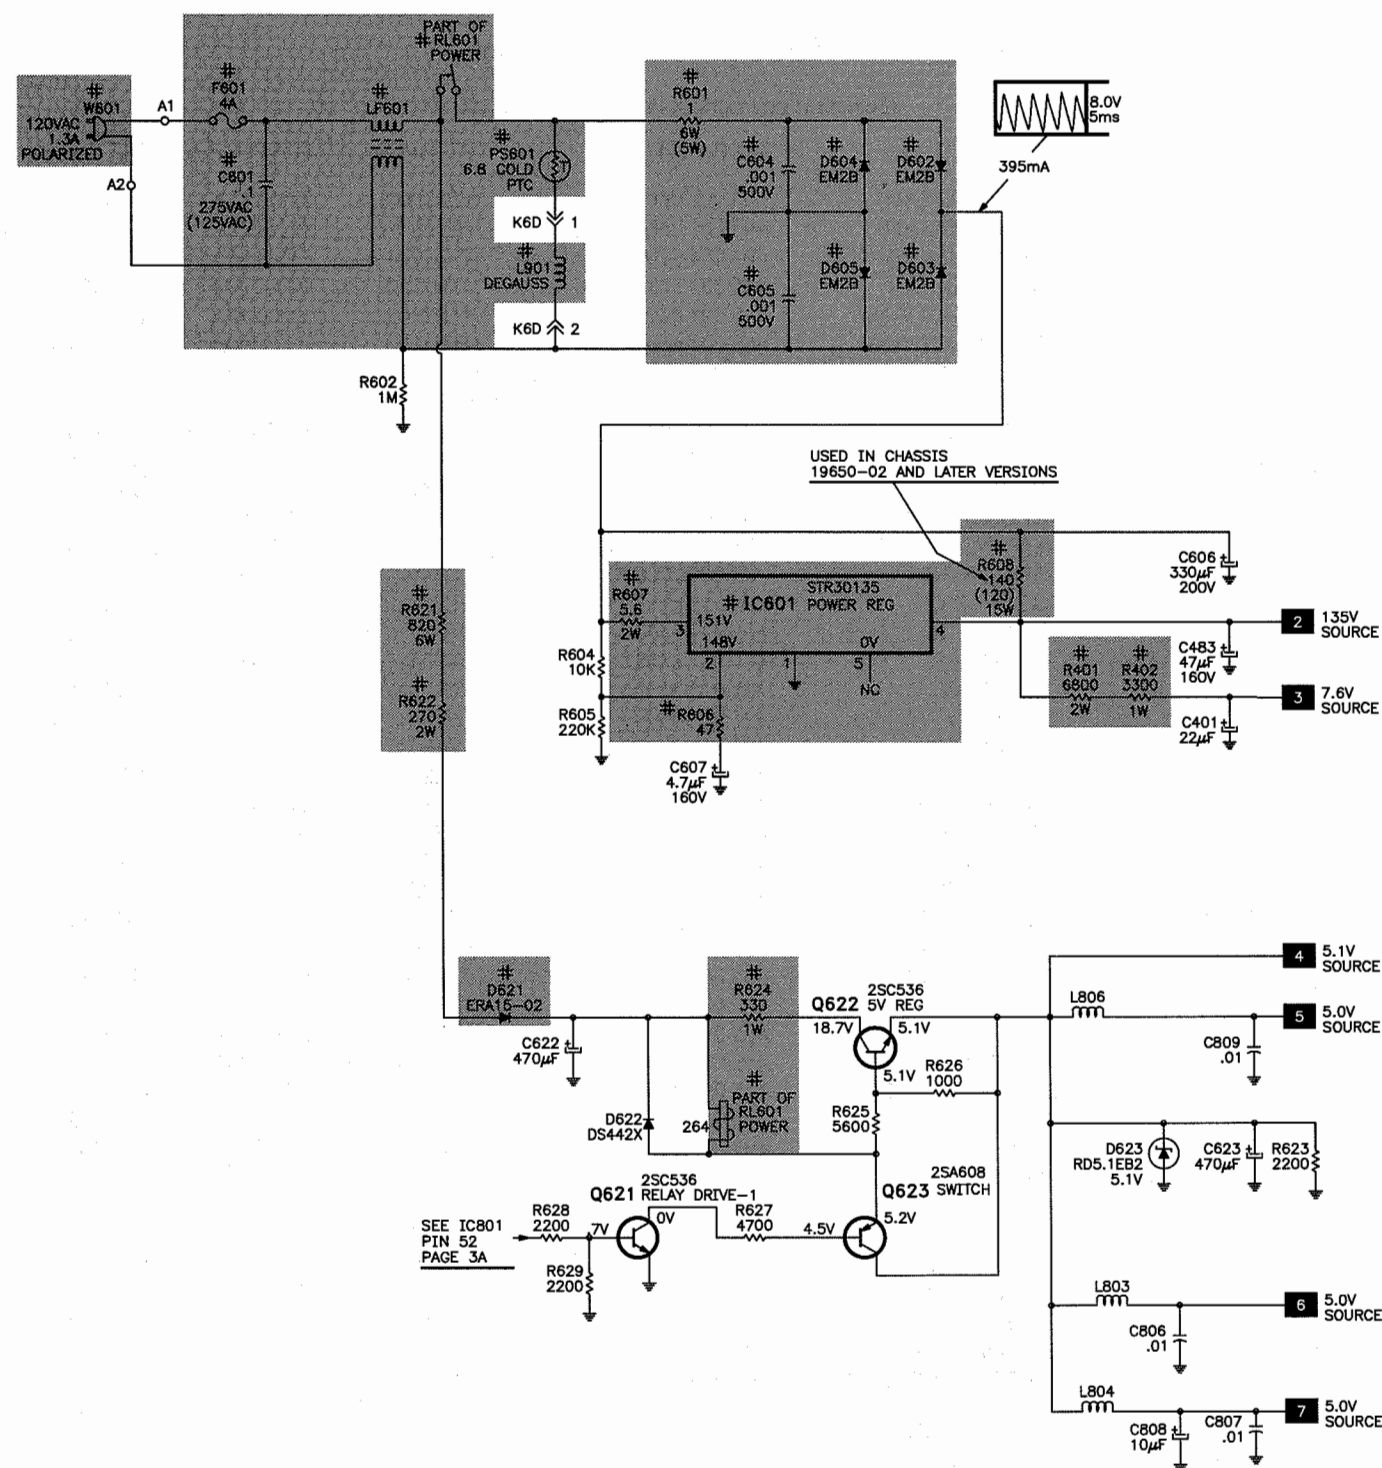 PART OF
# RL601
POWER
#
F601
4A
#
W601
120VAC
1.3A
POLARIZED
A1
A2
#
LF601
#
C601
.1
275VAC
(125VAC)
#
PS601
6.8 COLD
PTC
K6D 1
#
L901
DEGAUSS
K6D 2
#
R601
1
6W
(5W)
#
C604
.001
500V
#
D604
EM2B
#
D602
EM2B
#
C605
.001
500V
#
D605
EM2B
#
D603
EM2B
8.0V
5ms
395mA
R602
1M
USED IN CHASSIS
19650-02 AND LATER VERSIONS
#
R608
140
(120)
15W
C606
330µF
200V
#
R607
5.6
2W
STR30135
# IC601 POWER REG
151V
148V
0V
3
4
2
1
5
NC
2
135V
SOURCE
C483
47µF
160V
R604
10K
R605
220K
#
R606
47
C607
4.7µF
160V
#
R401
6800
2W
#
R402
3300
1W
3
7.6V
SOURCE
C401
22µF
#
R621
820
6W
#
R622
270
2W
#
D621
ERA15-02
C622
470µF
#
R624
330
1W
Q622
2SC536
5V REG
18.7V
5.1V
5.1V
R626
1000
R625
5600
D622
DS442X
264
#
PART OF
RL601
POWER
4
5.1V
SOURCE
L806
5
5.0V
SOURCE
C809
.01
D623
RD5.1EB2
5.1V
C623
470µF
R623
2200
Q621
2SC536
RELAY DRIVE-1
R628
2200
.7V
0V
R627
4700
4.5V
Q623
2SA608
SWITCH
5.2V
SEE IC801
PIN 52
PAGE 3A
R629
2200
L803
6
5.0V
SOURCE
C806
.01
L804
7
5.0V
SOURCE
C808
10µF
C807
.01